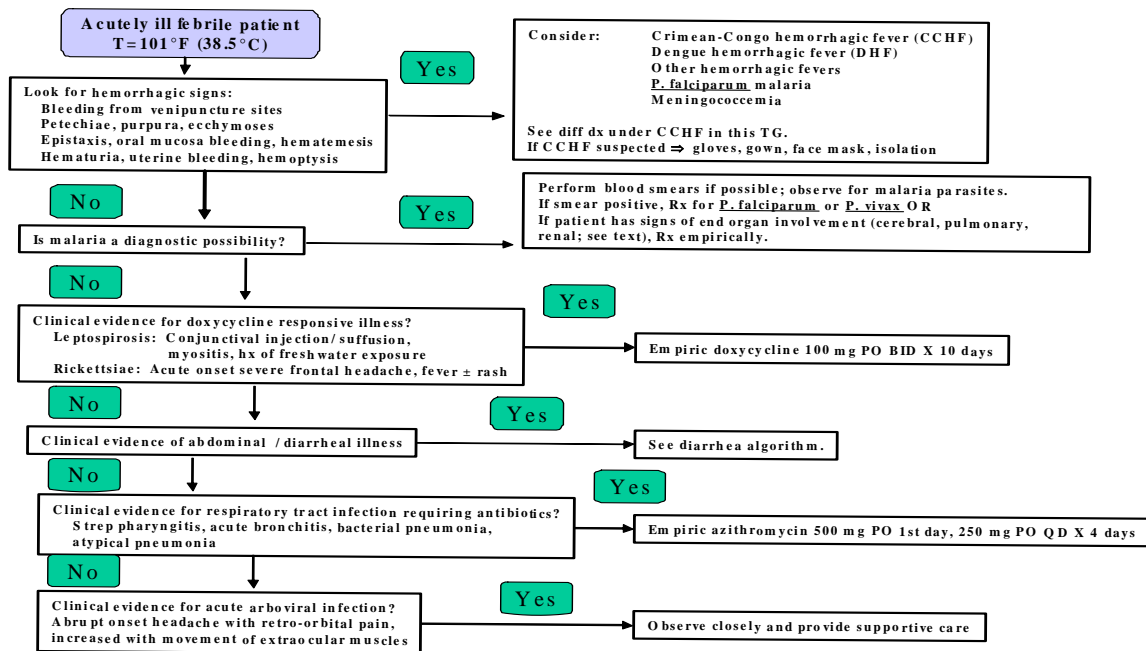 Acutely ill febrile patient
T=101°F (38.5°C)
Yes
Consider: Crimean-Congo hemorrhagic fever (CCHF)
Dengue hemorrhagic fever (DHF)
Other hemorrhagic fevers
P. falciparum malaria
Meningococcemia
See diff dx under CCHF in this TG.
If CCHF suspected ⇒ gloves, gown, face mask, isolation
Look for hemorrhagic signs:
Bleeding from venipuncture sites
Petechiae, purpura, ecchymoses
Epistaxis, oral mucosa bleeding, hematemesis
Hematuria, uterine bleeding, hemoptysis
No
Yes
Perform blood smears if possible; observe for malaria parasites.
If smear positive, Rx for P. falciparum or P. vivax OR
If patient has signs of end organ involvement (cerebral, pulmonary,
renal; see text), Rx empirically.
Is malaria a diagnostic possibility?
No
Yes
Clinical evidence for doxycycline responsive illness?
Leptospirosis: Conjunctival injection/suffusion,
myositis, hx of freshwater exposure
Rickettsiae: Acute onset severe frontal headache, fever ± rash
Empiric doxycycline 100 mg PO BID X 10 days
No
Yes
Clinical evidence of abdominal / diarrheal illness
See diarrhea algorithm.
No
Yes
Clinical evidence for respiratory tract infection requiring antibiotics?
Strep pharyngitis, acute bronchitis, bacterial pneumonia,
atypical pneumonia
Empiric azithromycin 500 mg PO 1st day, 250 mg PO QD X 4 days
No
Yes
Clinical evidence for acute arboviral infection?
Abrupt onset headache with retro-orbital pain,
increased with movement of extraocular muscles
Observe closely and provide supportive care